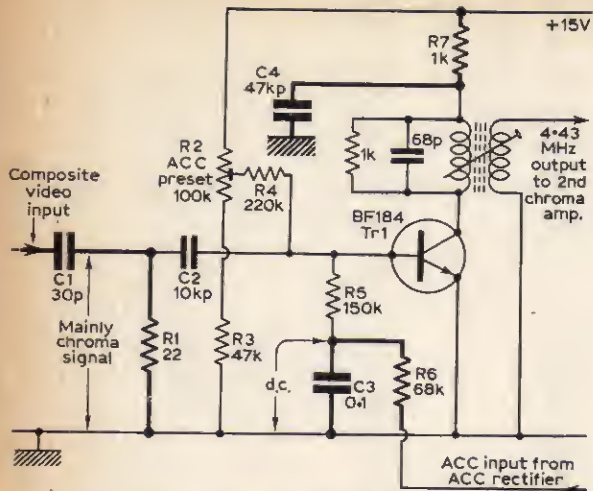 +15V
R7
1k
C4
47kp
R2
ACC
preset
100k
R4
220k
1k
68p
4·43
MHz
output
to 2nd
chroma
amp.
Composite
video
input
BF184
Tr1
C1
30p
C2
10kp
R5
150k
Mainly
chroma
signal
R1
22
R3
47k
d.c.
C3
0·1
R6
68k
ACC input from
ACC rectifier